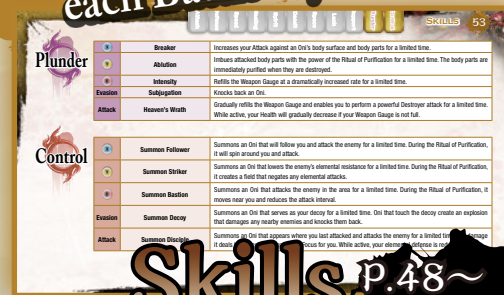 each Ba
SKILLS 53
Plunder
X Breaker Increases your Attack against an Oni's body surface and body parts for a limited time.
Y Ablution Imbues attacked body parts with the power of the Ritual of Purification for a limited time. The body parts are
immediately purified when they are destroyed.
B Intensity Refills the Weapon Gauge at a dramatically increased rate for a limited time.
Evasion Subjugation Knocks back an Oni.
Attack Heaven's Wrath Gradually refills the Weapon Gauge and enables you to perform a powerful Destroyer attack for a limited time.
While active, your Health will gradually decrease if your Weapon Gauge is not full.
Control
X Summon Follower Summons an Oni that will follow you and attack the enemy for a limited time. During the Ritual of Purification,
it will spin around you and attack.
Y Summon Striker Summons an Oni that lowers the enemy's elemental resistance for a limited time. During the Ritual of Purification,
it creates a field that negates any elemental attacks.
B Summon Bastion Summons an Oni that attacks the enemy in the area for a limited time. During the Ritual of Purification, it
moves near you and reduces the attack interval.
Evasion Summon Decoy Summons an Oni that serves as your decoy for a limited time. Oni that touch the decoy create an explosion
that damages any nearby enemies and knocks them back.
Attack Summon Disciple Summons an Oni that appears where you last attacked and attacks the enemy for a limited damage
it deals Focus for you. While active, your elemental defense is
Skills P.48~